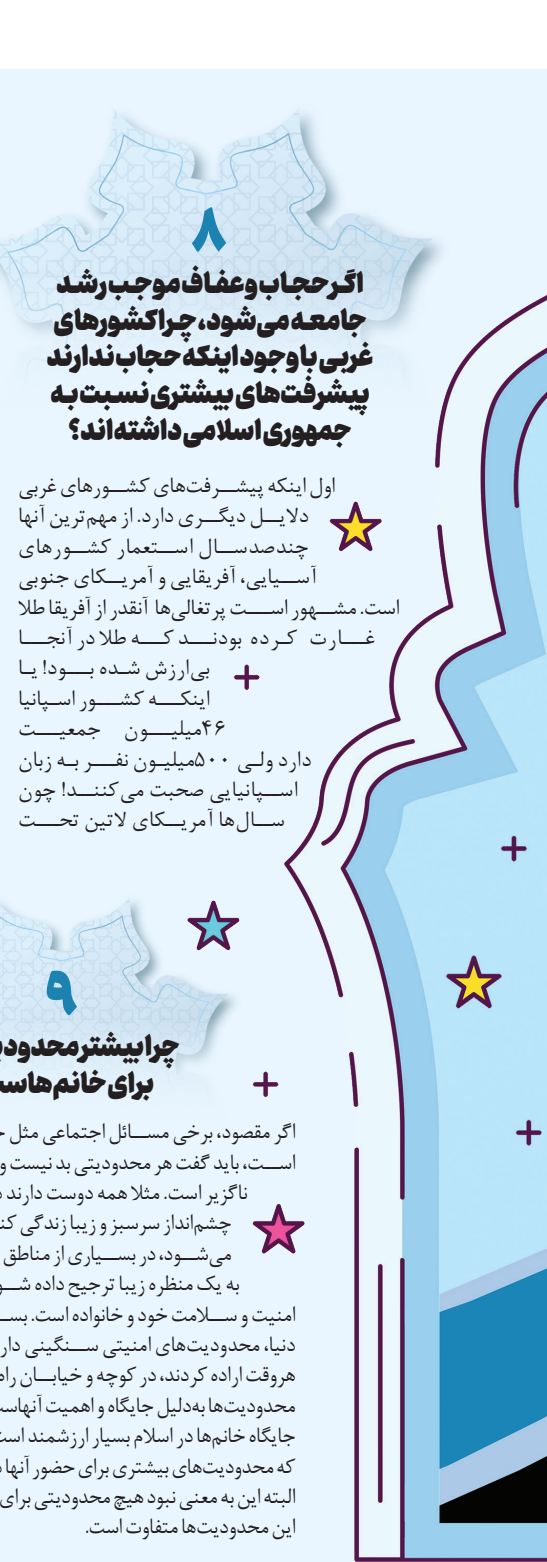 ۸
اگر حجاب و عفاف موجب رشد
جامعه می‌شود، چرا کشورهای
غربی با وجود اینکه حجاب ندارند
پیشرفت‌های بیشتری نسبت به
جمهوری اسلامی داشته‌اند؟
اول اینکه پیشرفت‌های کشورهای غربی
دلایل دیگری دارد. از مهم‌ترین آنها
چندصدسال استعمار کشورهای
آسیایی، آفریقایی و آمریکای جنوبی
است. مشهور است پرتغالی‌ها آنقدر از آفریقا طلا
غارت کرده بودند که طلا در آنجا
بی‌ارزش شده بود! یا
اینکه کشور اسپانیا
۴۶میلیون جمعیت
دارد ولی ۵۰۰میلیون نفر به زبان
اسپانیایی صحبت می‌کنند! چون
سال‌ها آمریکای لاتین تحت
۹
چرا بیشتر
برای خانم‌هاست
اگر مقصود، برخی مسائل اجتماعی مثل
است، باید گفت هر محدودیتی بد نیست و
ناگزیر است. مثلا همه دوست دارند
چشم‌انداز سرسبز و زیبا زندگی
می‌شود، در بسیاری از مناطق
به یک منظره زیبا ترجیح داده
امنیت و سلامت خود و خانواده است.
دنیا، محدودیت‌های امنیتی سنگینی
هروقت اراده کردند، در کوچه و خیابان
محدودیت‌ها به‌دلیل جایگاه و اهمیت آنهاست
جایگاه خانم‌ها در اسلام بسیار ارزشمند است
که محدودیت‌های بیشتری برای حضور آنها
البته این به معنی نبود هیچ محدودیتی برای
این محدودیت‌ها متفاوت است.